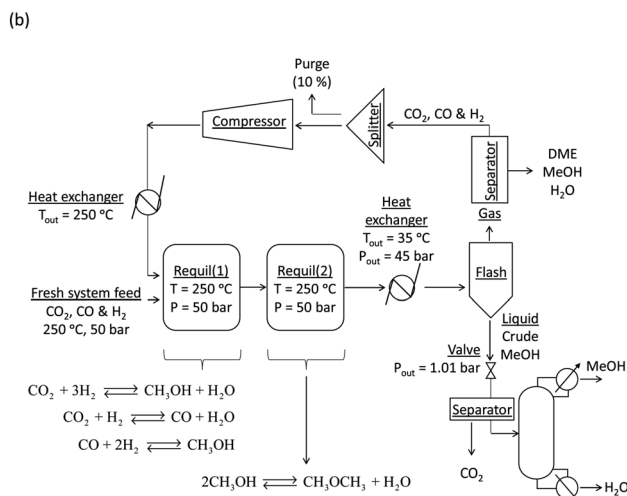 (b)
Purge
(10 %)
Compressor
Splitter
CO₂, CO & H₂
Separator
DME
MeOH
H₂O
Gas
Heat exchanger
Tout = 250 °C
Heat
exchanger
Tout = 35 °C
Pout = 45 bar
Requil(1)
T = 250 °C
P = 50 bar
Requil(2)
T = 250 °C
P = 50 bar
Flash
Fresh system feed
CO₂, CO & H₂
250 °C, 50 bar
Liquid
Crude
MeOH
Valve
Pout = 1.01 bar
MeOH
Separator
CO₂ + 3H₂ ⇌ CH₃OH + H₂O
CO₂ + H₂ ⇌ CO + H₂O
CO + 2H₂ ⇌ CH₃OH
CO₂
2CH₃OH ⇌ CH₃OCH₃ + H₂O
H₂O